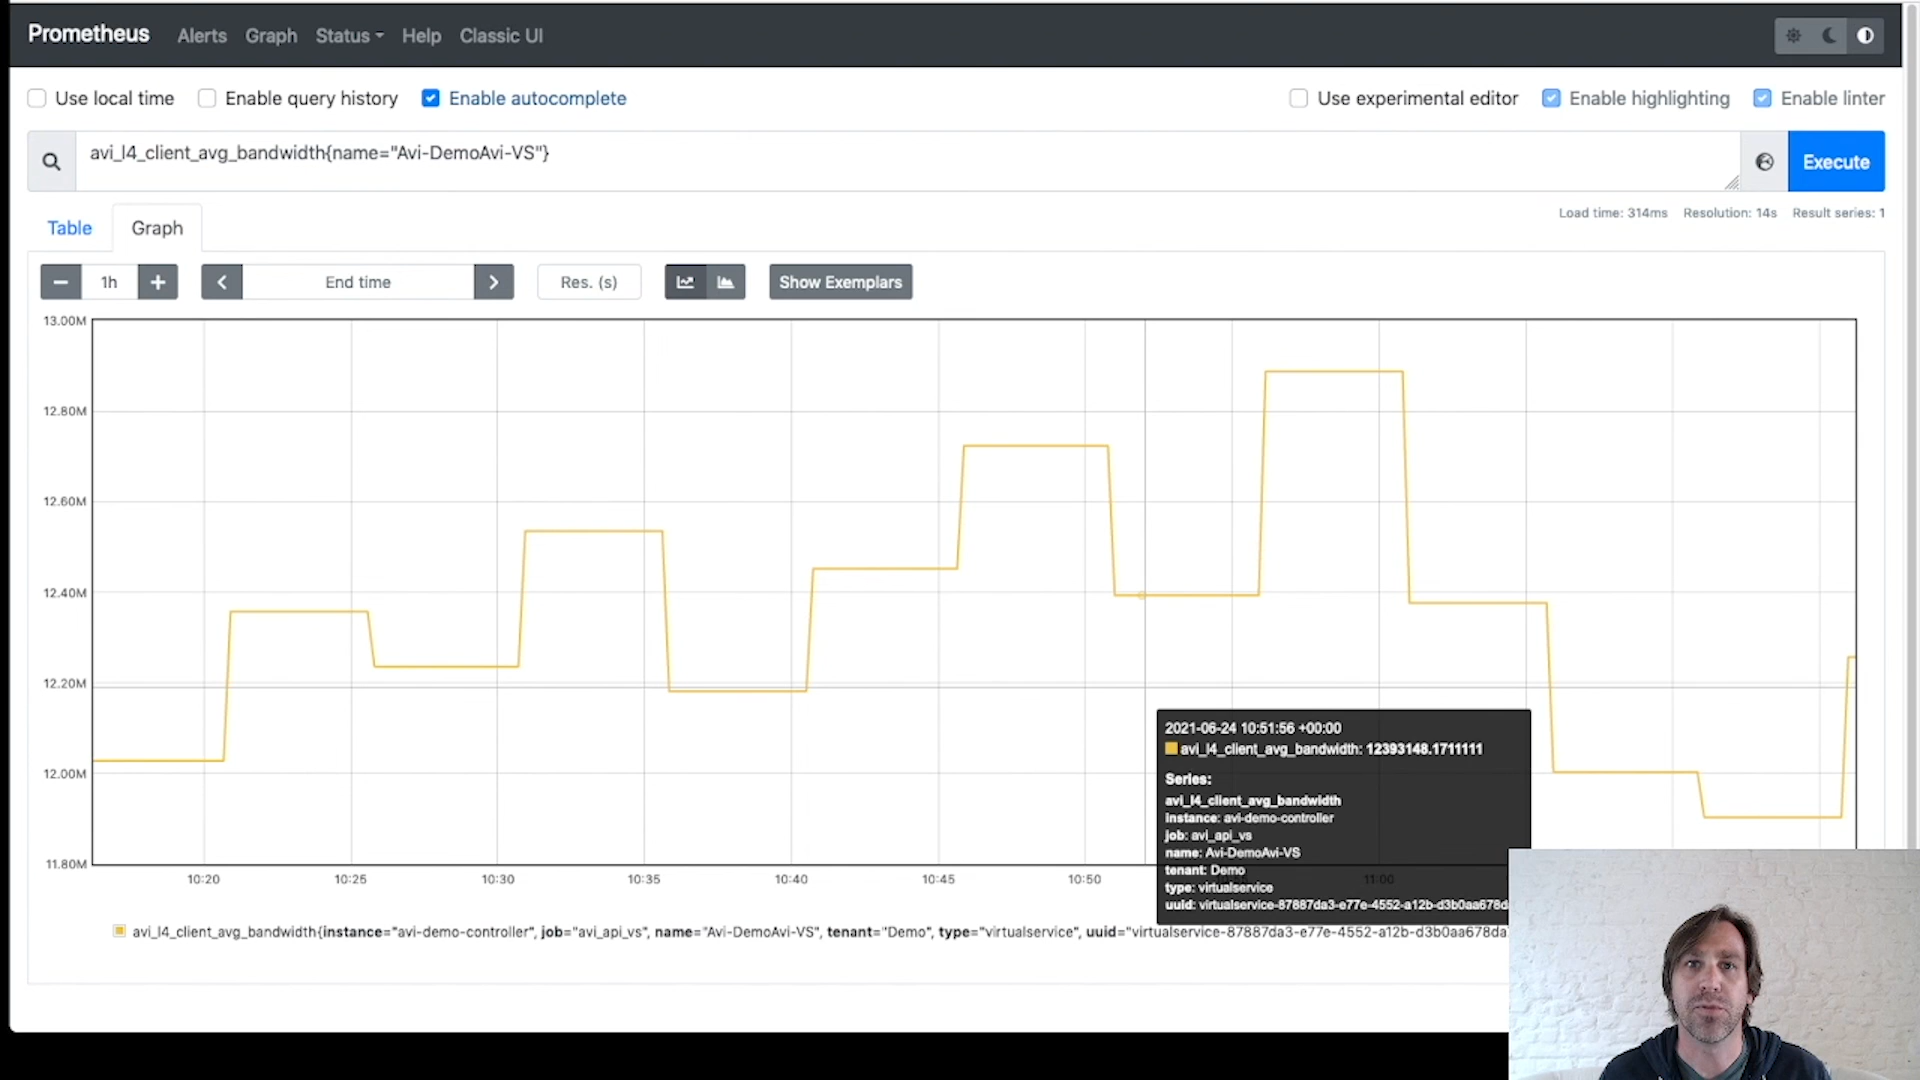 Prometheus Alerts Graph Status Help Classic UI
Use local time Enable query history Enable autocomplete Use experimental editor Enable highlighting Enable linter
avi_l4_client_avg_bandwidth{name="Avi-DemoAvi-VS"}
Execute
Load time: 314ms Resolution: 14s Result series: 1
Table Graph
1h End time Res. (s) Show Exemplars
13.00M
12.80M
12.60M
12.40M
12.20M
12.00M
11.80M
10:20 10:25 10:30 10:35 10:40 10:45 10:50 11:00
2021-06-24 10:51:56 +00:00
avi_l4_client_avg_bandwidth: 12393148.1711111
Series:
avi_l4_client_avg_bandwidth
instance: avi-demo-controller
job: avi_api_vs
name: Avi-DemoAvi-VS
tenant: Demo
type: virtualservice
uuid: virtualservice-87887da3-e77e-4552-a12b-d3b0aa678d
avi_l4_client_avg_bandwidth{instance="avi-demo-controller", job="avi_api_vs", name="Avi-DemoAvi-VS", tenant="Demo", type="virtualservice", uuid="virtualservice-87887da3-e77e-4552-a12b-d3b0aa678da